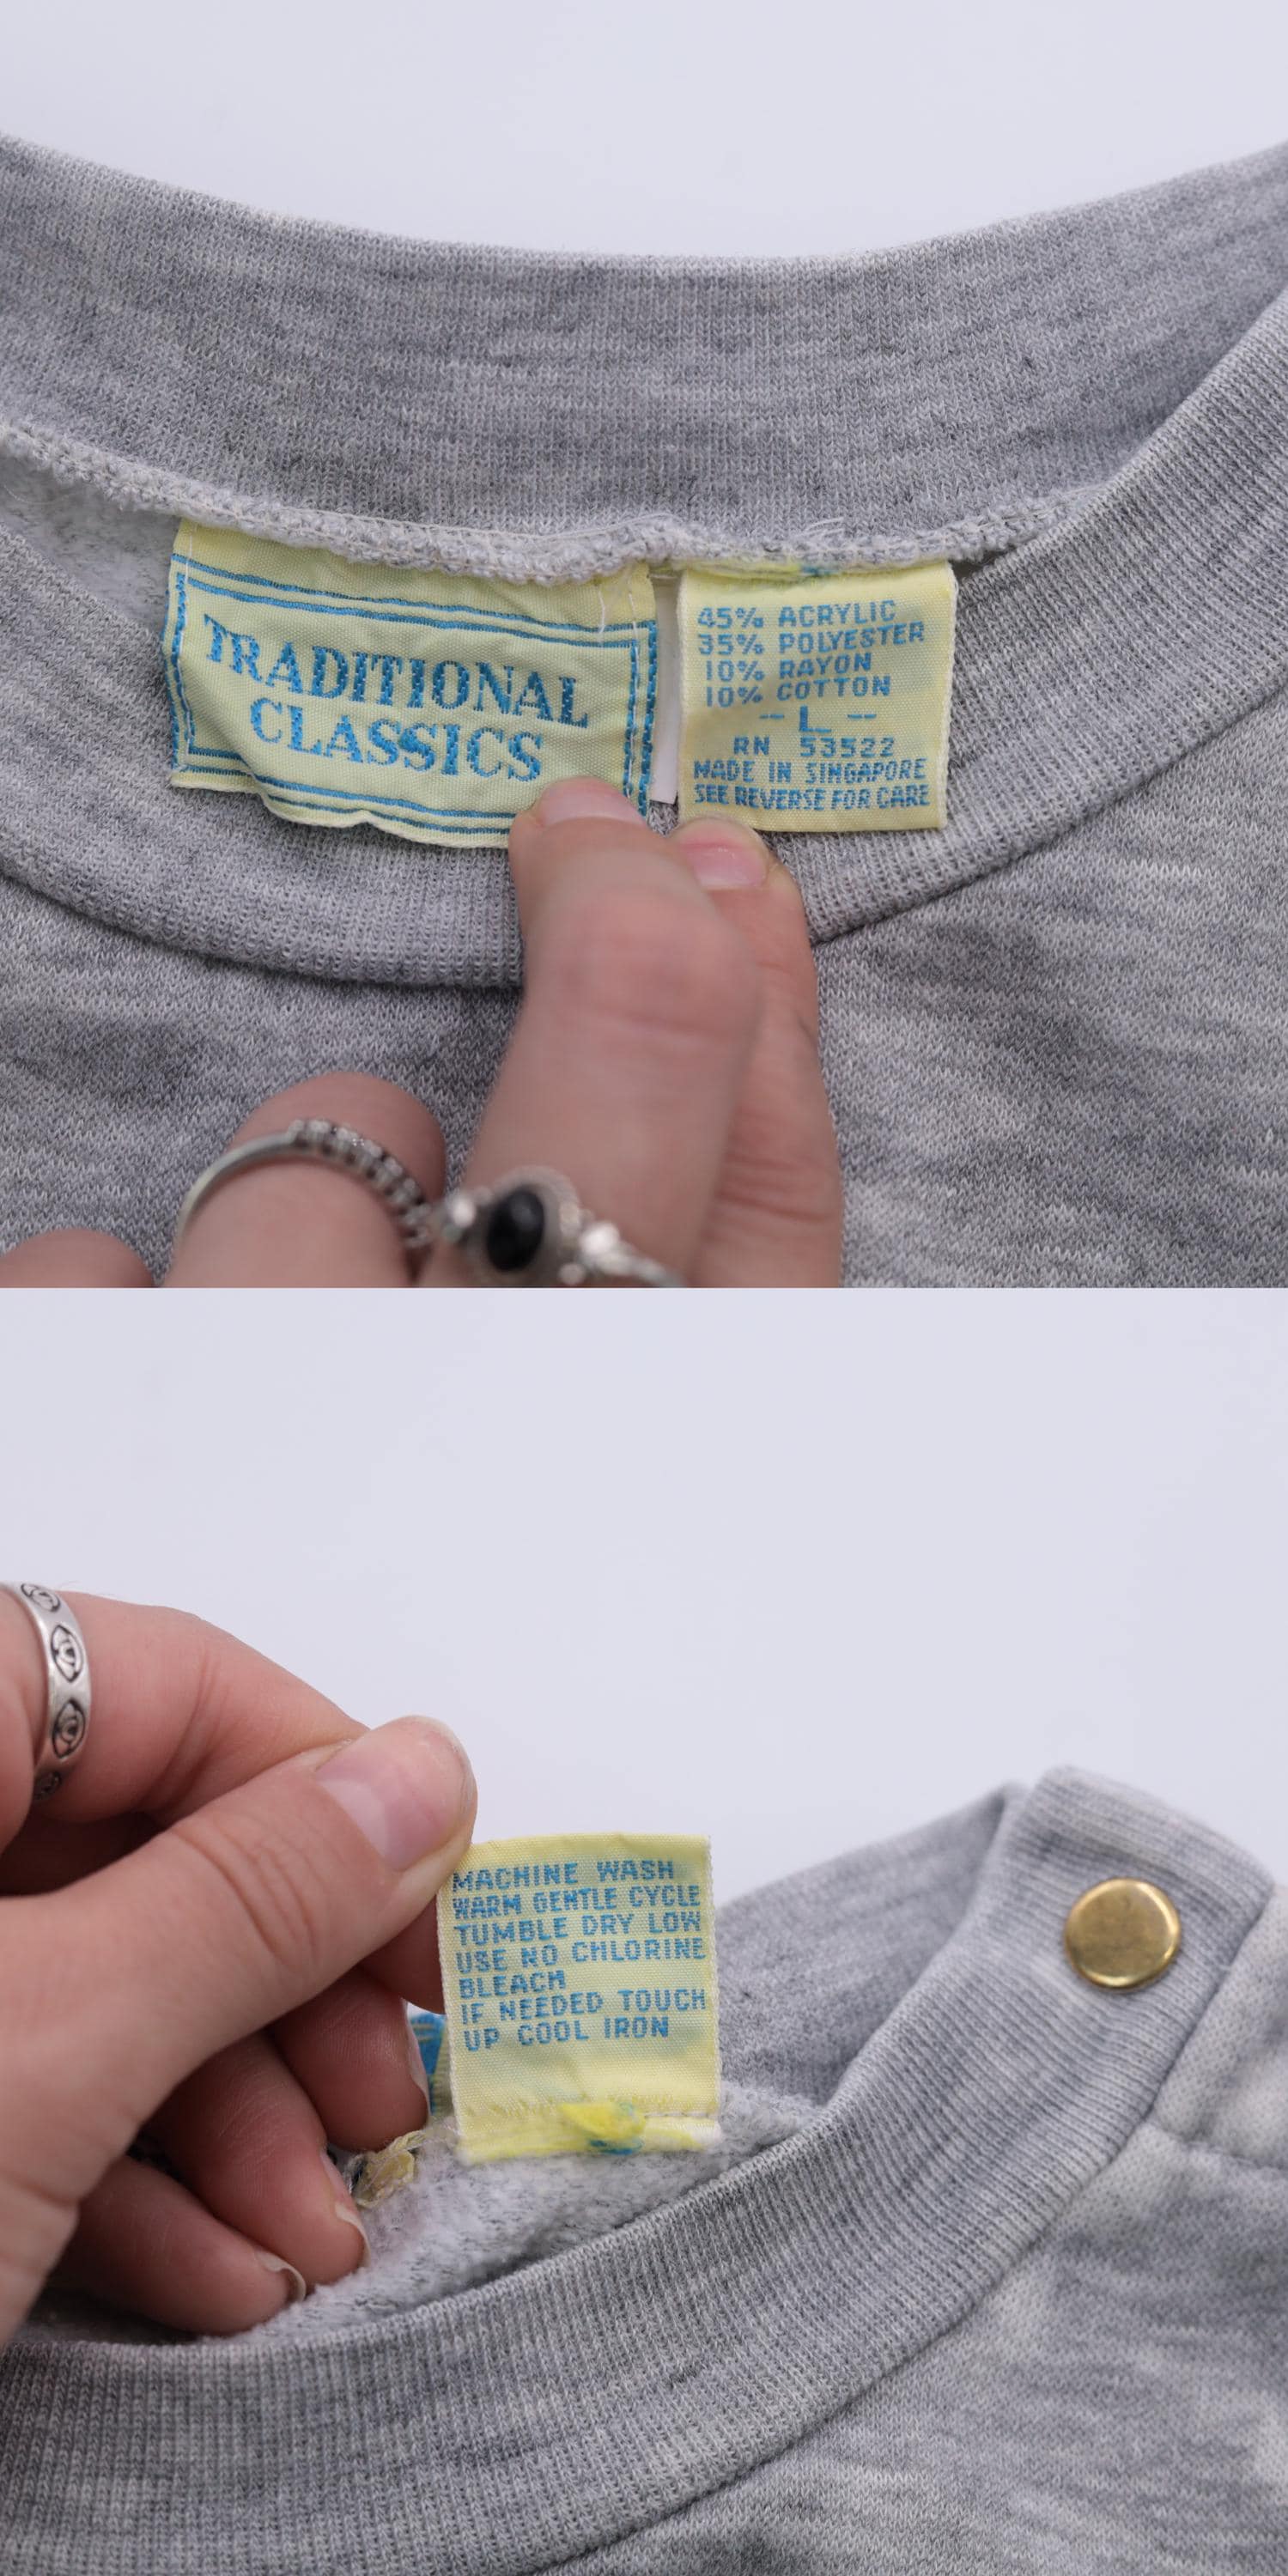 TRADITIONAL
CLASSICS
45% ACRYLIC
35% POLYESTER
10% RAYON
10% COTTON
-- L --
RN 53522
MADE IN SINGAPORE
SEE REVERSE FOR CARE
MACHINE WASH
WARM GENTLE CYCLE
TUMBLE DRY LOW
USE NO CHLORINE
BLEACH
IF NEEDED TOUCH
UP COOL IRON